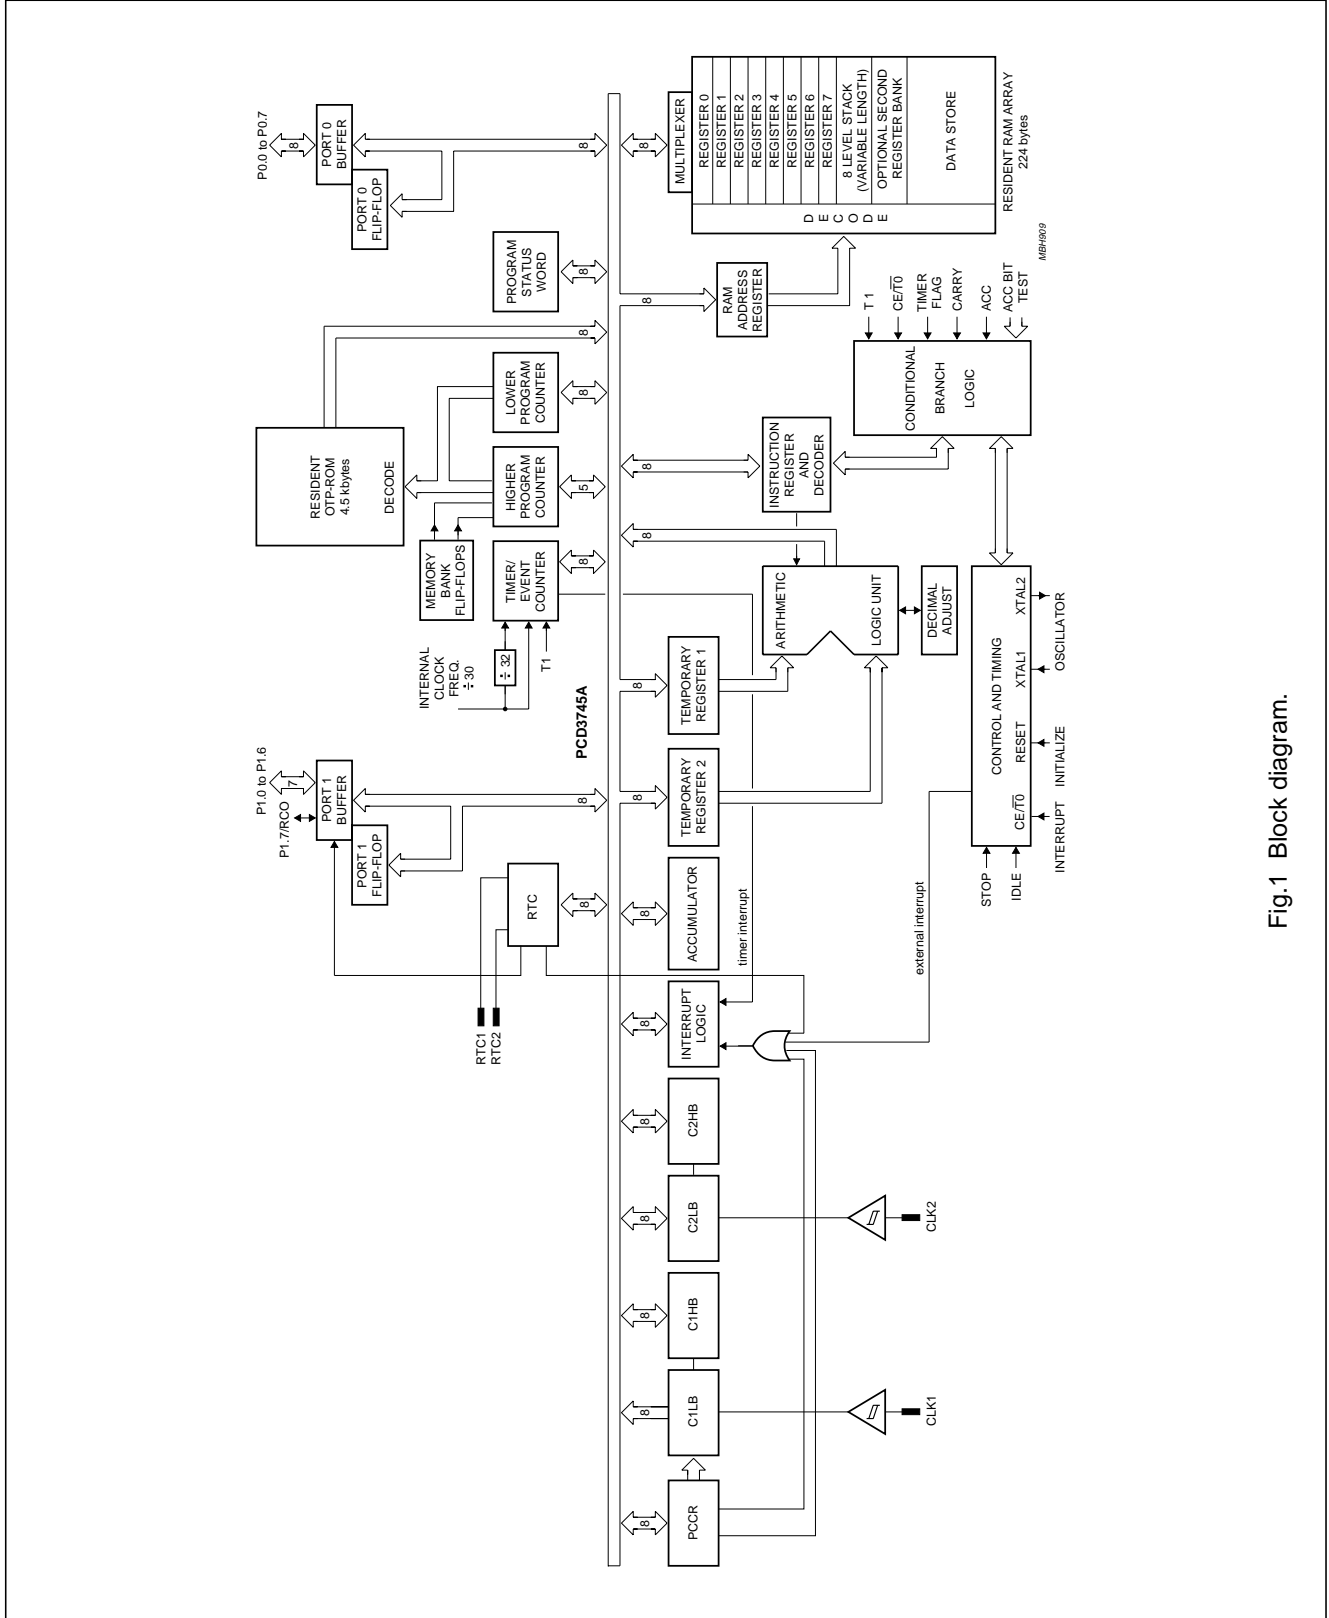 P0.0 to P0.7
8
PORT 0
BUFFER
PORT 0
FLIP-FLOP
8
PROGRAM
STATUS
WORD
8
RESIDENT
OTP-ROM
4.5 kbytes
DECODE
8
LOWER
PROGRAM
COUNTER
8
HIGHER
PROGRAM
COUNTER
5
MEMORY
BANK
FLIP-FLOPS
TIMER/
EVENT
COUNTER
8
INTERNAL
CLOCK
FREQ.
÷ 30
÷ 32
T1
PCD3745A
P1.0 to P1.6
7
P1.7/RCO
PORT 1
BUFFER
PORT 1
FLIP-FLOP
8
RTC
8
RTC1
RTC2
8
MULTIPLEXER
REGISTER 0
REGISTER 1
REGISTER 2
REGISTER 3
REGISTER 4
REGISTER 5
REGISTER 6
REGISTER 7
8 LEVEL STACK
(VARIABLE LENGTH)
OPTIONAL SECOND
REGISTER BANK
DATA STORE
D
E
C
O
D
E
RESIDENT RAM ARRAY
224 bytes
MBH909
8
RAM
ADDRESS
REGISTER
T 1
CE/T0
TIMER
FLAG
CARRY
ACC
ACC BIT
TEST
CONDITIONAL
BRANCH
LOGIC
8
INSTRUCTION
REGISTER
AND
DECODER
8
ARITHMETIC
LOGIC UNIT
DECIMAL
ADJUST
8
TEMPORARY
REGISTER 1
8
TEMPORARY
REGISTER 2
8
ACCUMULATOR
timer interrupt
external interrupt
CONTROL AND TIMING
CE/T0
RESET
XTAL1
XTAL2
STOP
IDLE
INTERRUPT
INITIALIZE
OSCILLATOR
8
INTERRUPT
LOGIC
8
C2HB
8
C2LB
CLK2
8
C1HB
8
C1LB
CLK1
8
PCCR
Fig.1 Block diagram.